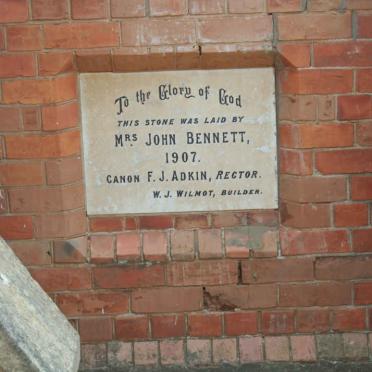 To the Glory of God
THIS STONE WAS LAID BY
MRS JOHN BENNETT,
1907.
CANON F. J. ADKIN, RECTOR.
W. J. WILMOT, BUILDER.